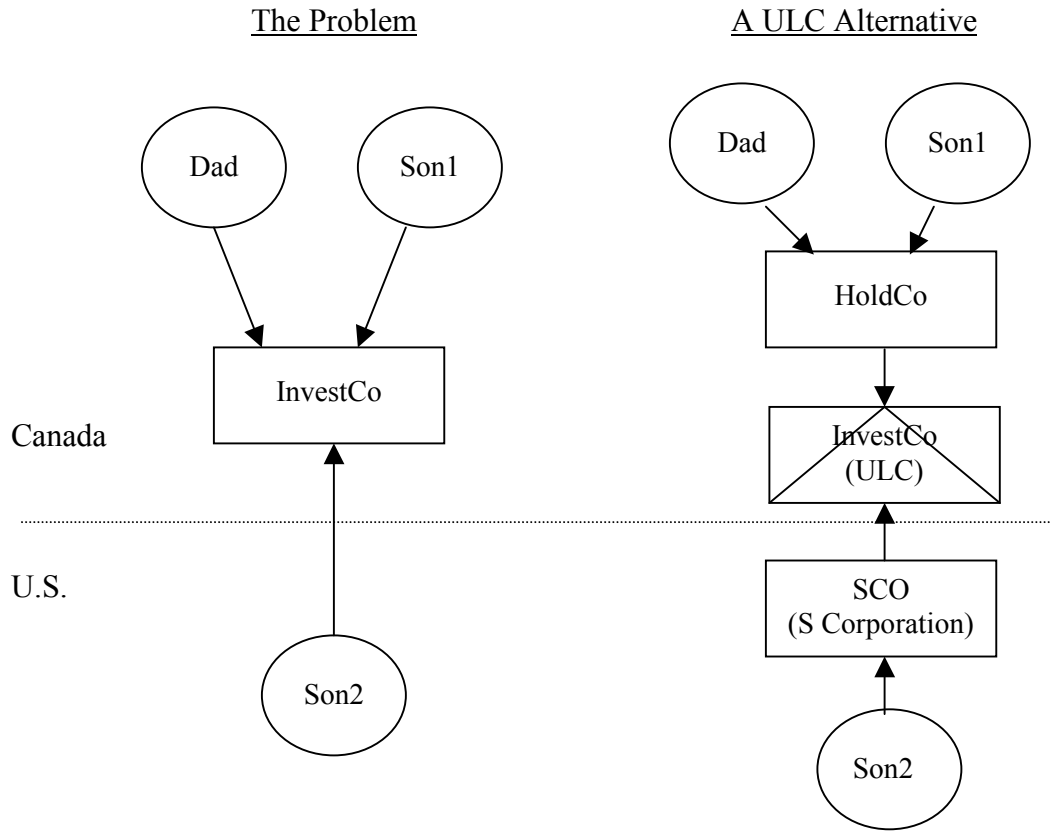 The Problem
A ULC Alternative
Dad
Son1
Dad
Son1
HoldCo
InvestCo
Canada
InvestCo
(ULC)
U.S.
SCO
(S Corporation)
Son2
Son2